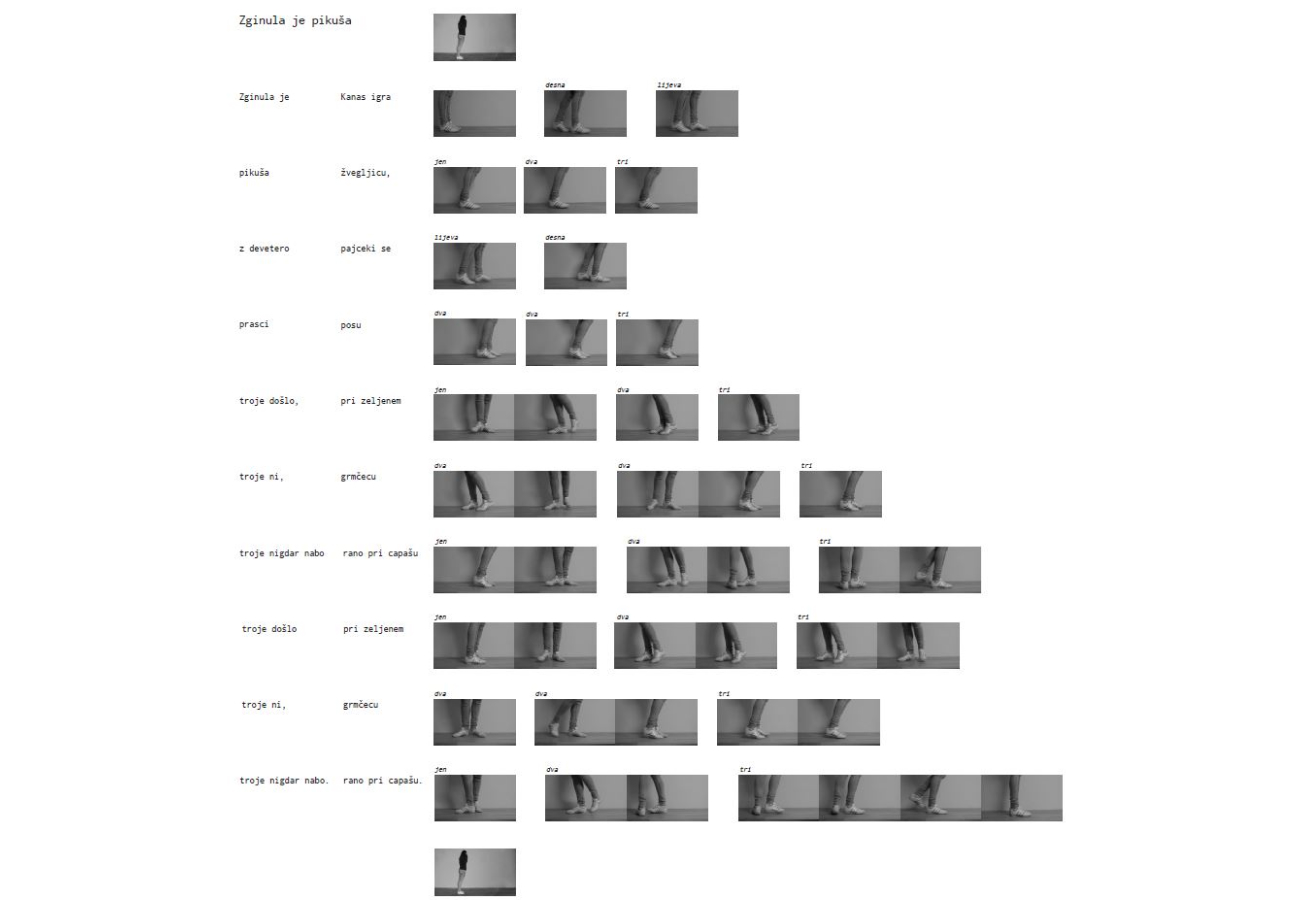 Zginula je pikuša
desna lijeva
Zginula je Kanas igra
jen dva tri
pikuša žvegljicu,
lijeva desna
z devetero pajceki se
dva dva tri
prasci posu
jen dva tri
troje došlo, pri zeljenem
dva dva tri
troje ni, grmčecu
jen dva tri
troje nigdar nabo rano pri capašu
jen dva tri
troje došlo pri zeljenem
dva dva tri
troje ni, grmčecu
jen dva tri
troje nigdar nabo. rano pri capašu.